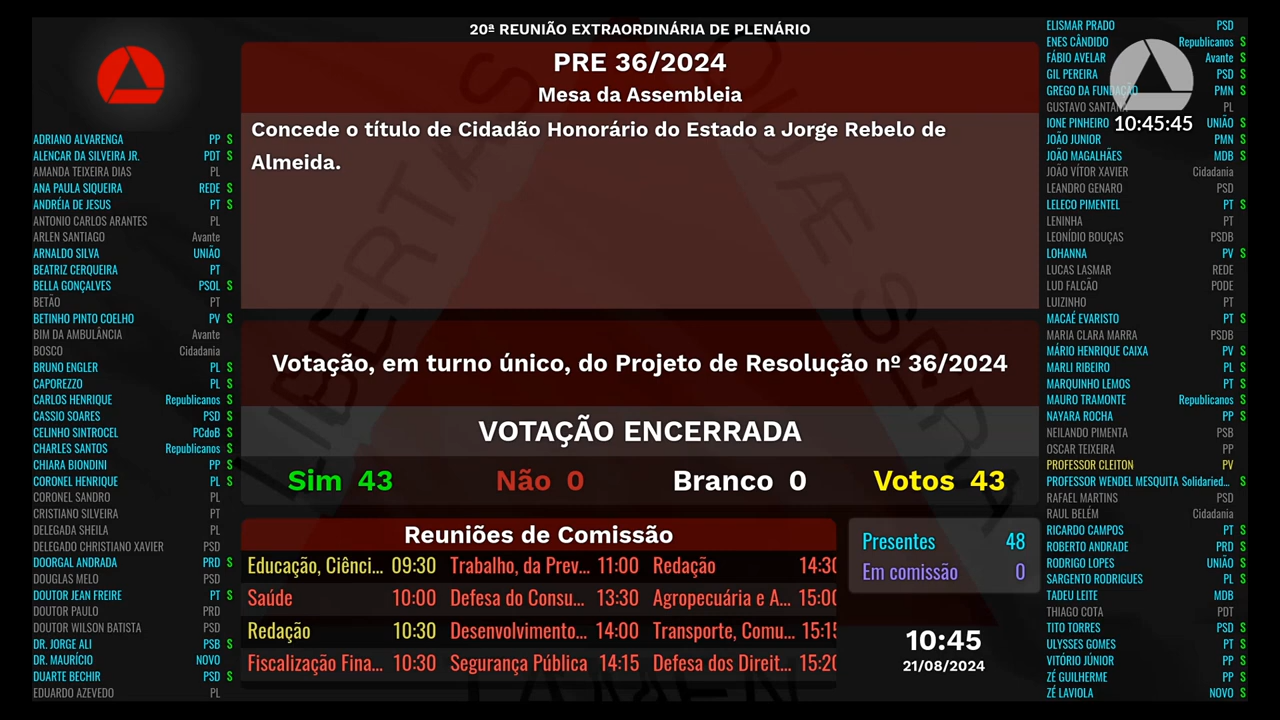 20ª REUNIÃO EXTRAORDINÁRIA DE PLENÁRIO
PRE 36/2024
Mesa da Assembleia
Concede o título de Cidadão Honorário do Estado a Jorge Rebelo de
Almeida.
Votação, em turno único, do Projeto de Resolução nº 36/2024
VOTAÇÃO ENCERRADA
Sim 43 Não 0 Branco 0 Votos 43
Reuniões de Comissão
Educação, Ciênci... 09:30 Trabalho, da Prev... 11:00 Redação 14:30
Saúde 10:00 Defesa do Consu... 13:30 Agropecuária e A... 15:00
Redação 10:30 Desenvolvimento... 14:00 Transporte, Comu... 15:15
Fiscalização Fina... 10:30 Segurança Pública 14:15 Defesa dos Direit... 15:20
Presentes 48
Em comissão 0
10:45
21/08/2024
ADRIANO ALVARENGA PP S
ALENCAR DA SILVEIRA JR. PDT S
AMANDA TEIXEIRA DIAS PL
ANA PAULA SIQUEIRA REDE S
ANDRÉIA DE JESUS PT S
ANTONIO CARLOS ARANTES PL
ARLEN SANTIAGO Avante
ARNALDO SILVA UNIÃO
BEATRIZ CERQUEIRA PT
BELLA GONÇALVES PSOL S
BETÃO PT
BETINHO PINTO COELHO PV S
BIM DA AMBULÂNCIA Avante
BOSCO Cidadania
BRUNO ENGLER PL S
CAPOREZZO PL S
CARLOS HENRIQUE Republicanos S
CASSIO SOARES PSD S
CELINHO SINTROCEL PCdoB S
CHARLES SANTOS Republicanos S
CHIARA BIONDINI PP S
CORONEL HENRIQUE PL S
CORONEL SANDRO PL
CRISTIANO SILVEIRA PT
DELEGADA SHEILA PL
DELEGADO CHRISTIANO XAVIER PSD
DOORGAL ANDRADA PRD S
DOUGLAS MELO PSD
DOUTOR JEAN FREIRE PT S
DOUTOR PAULO PRD
DOUTOR WILSON BATISTA PSD
DR. JORGE ALI PSB S
DR. MAURÍCIO NOVO
DUARTE BECHIR PSD S
EDUARDO AZEVEDO PL
ELISMAR PRADO PSD
ENES CÂNDIDO Republicanos S
FÁBIO AVELAR Avante S
GIL PEREIRA PSD S
GREGO DA FUNDAÇÃO PMN S
GUSTAVO SANTANA PL
IONE PINHEIRO UNIÃO S
10:45:45
JOÃO JUNIOR PMN S
JOÃO MAGALHÃES MDB S
JOÃO VÍTOR XAVIER Cidadania
LEANDRO GENARO PSD
LELECO PIMENTEL PT S
LENINHA PT
LEONÍDIO BOUÇAS PSDB
LOHANNA PV S
LUCAS LASMAR REDE
LUD FALCÃO PODE
LUIZINHO PT
MACAÉ EVARISTO PT S
MARIA CLARA MARRA PSDB
MÁRIO HENRIQUE CAIXA PV S
MARLI RIBEIRO PL S
MARQUINHO LEMOS PT S
MAURO TRAMONTE Republicanos S
NAYARA ROCHA PP S
NEILANDO PIMENTA PSB
OSCAR TEIXEIRA PP
PROFESSOR CLEITON PV
PROFESSOR WENDEL MESQUITA Solidaried... S
RAFAEL MARTINS PSD
RAUL BELÉM Cidadania
RICARDO CAMPOS PT S
ROBERTO ANDRADE PRD S
RODRIGO LOPES UNIÃO S
SARGENTO RODRIGUES PL S
TADEU LEITE MDB
THIAGO COTA PDT
TITO TORRES PSD S
ULYSSES GOMES PT S
VITÓRIO JÚNIOR PP S
ZÉ GUILHERME PP S
ZÉ LAVIOLA NOVO S